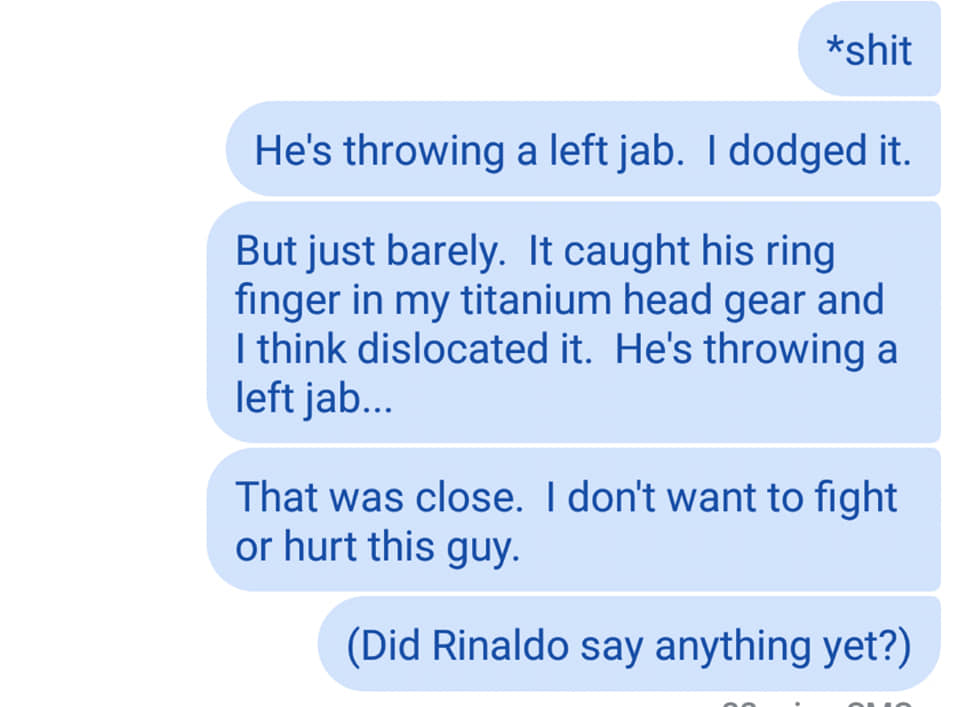 *shit
He's throwing a left jab.  I dodged it.
But just barely.  It caught his ring
finger in my titanium head gear and
I think dislocated it.  He's throwing a
left jab...
That was close.  I don't want to fight
or hurt this guy.
(Did Rinaldo say anything yet?)